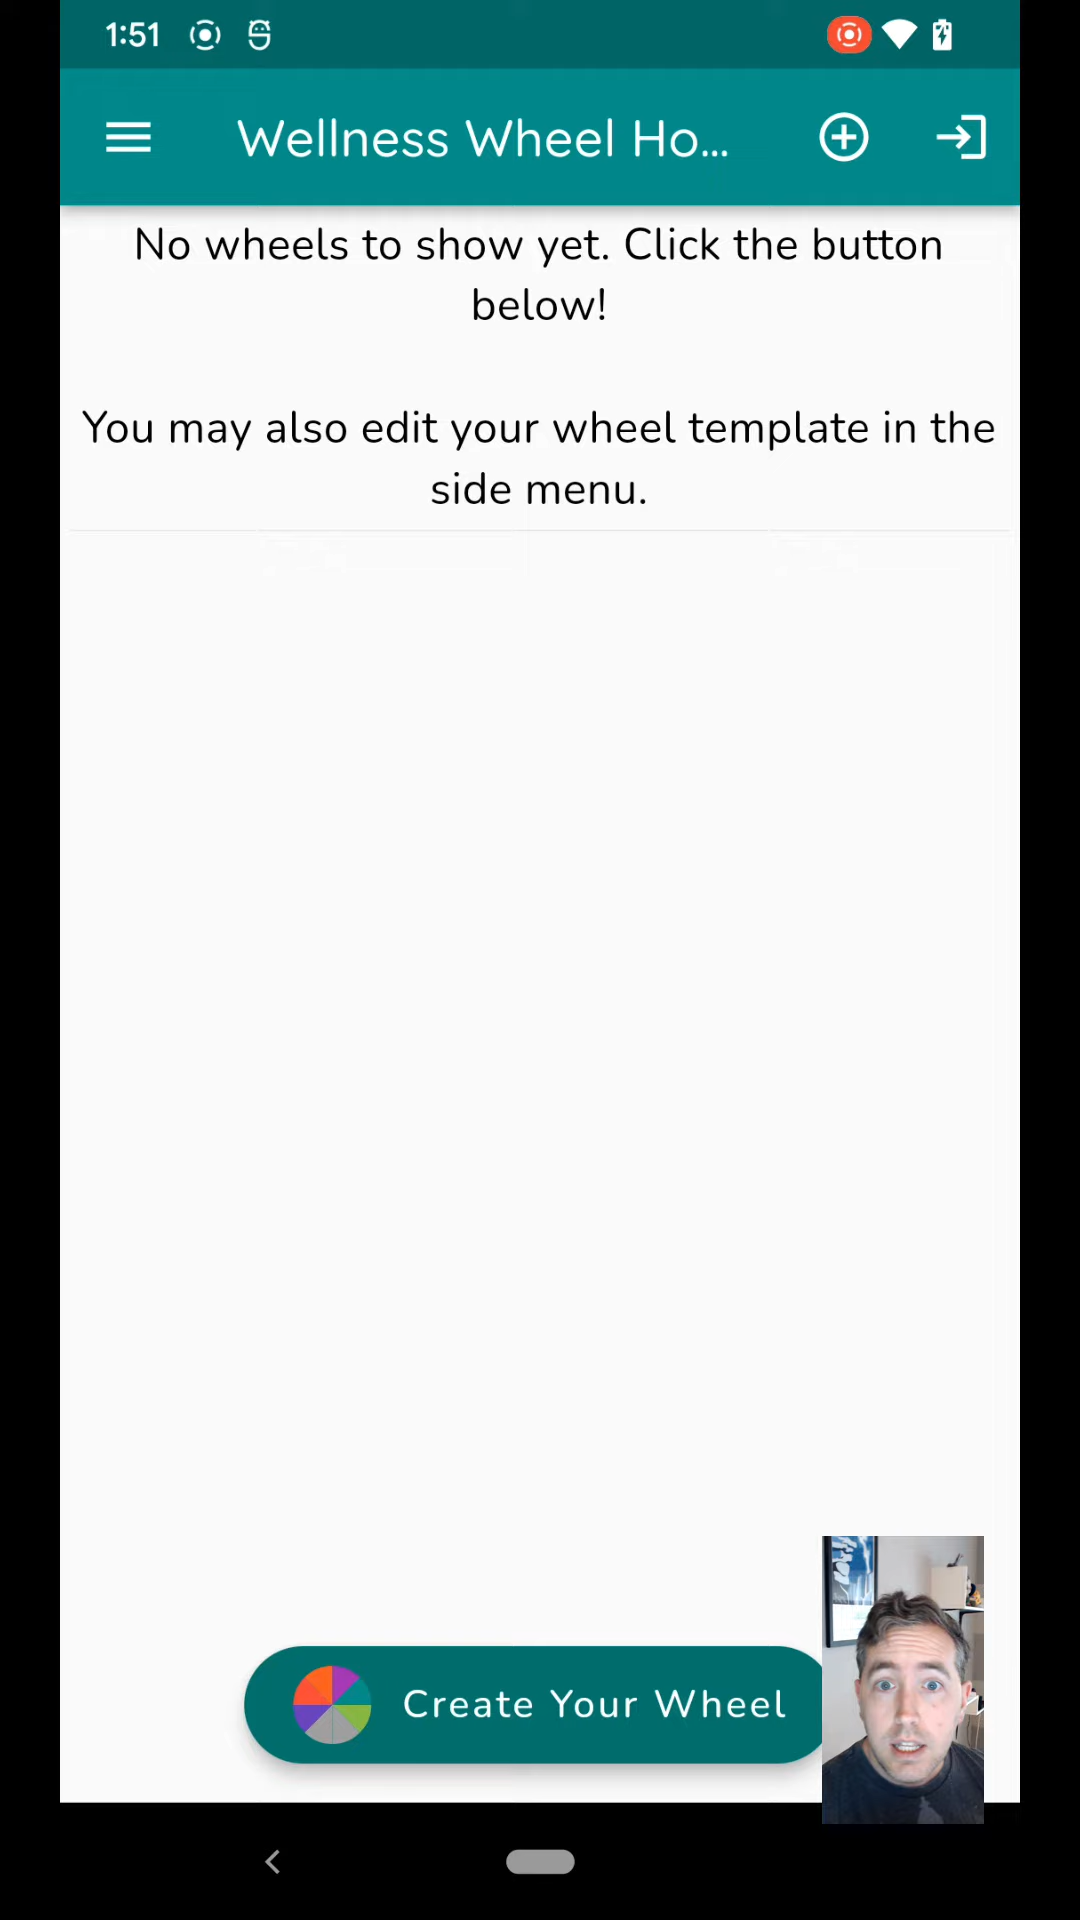 1:51
Wellness Wheel Ho...
No wheels to show yet. Click the button
below!
You may also edit your wheel template in the
side menu.
Create Your Wheel